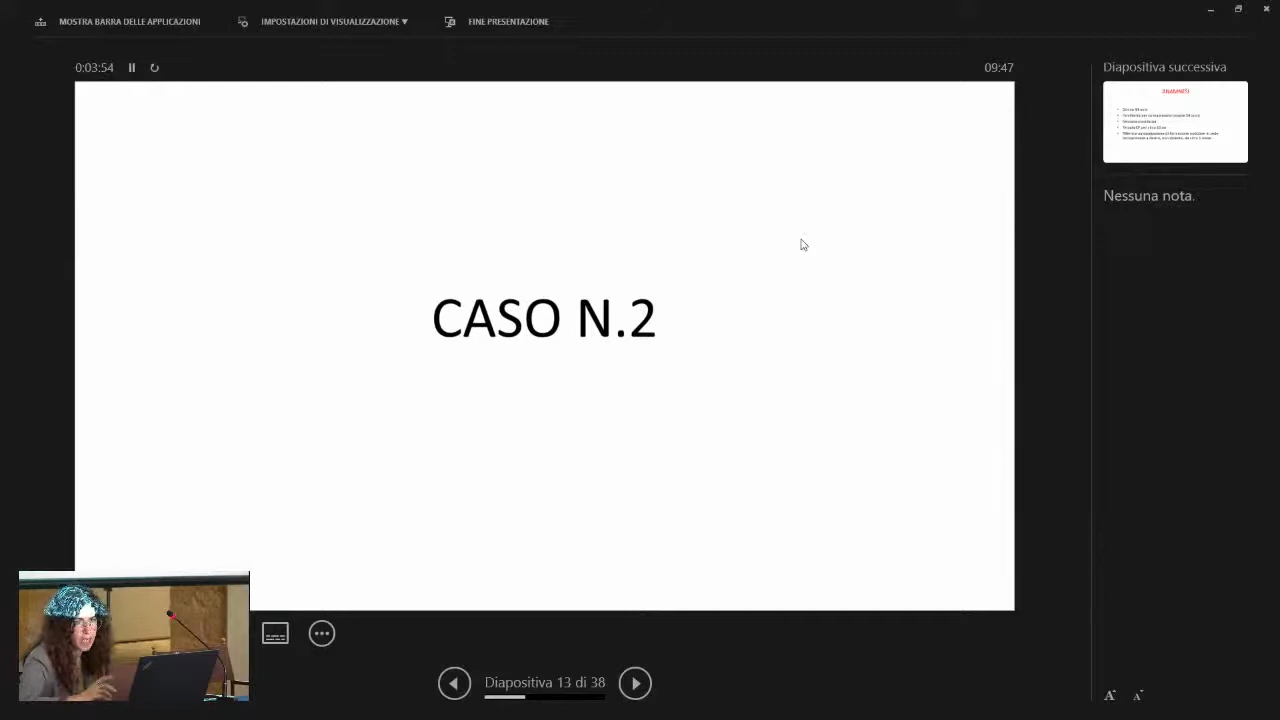 MOSTRA BARRA DELLE APPLICAZIONI
IMPOSTAZIONI DI VISUALIZZAZIONE ▼
FINE PRESENTAZIONE
0:03:54
09:47
CASO N.2
Diapositiva successiva
ANAMNESI
Nessuna nota.
Diapositiva 13 di 38